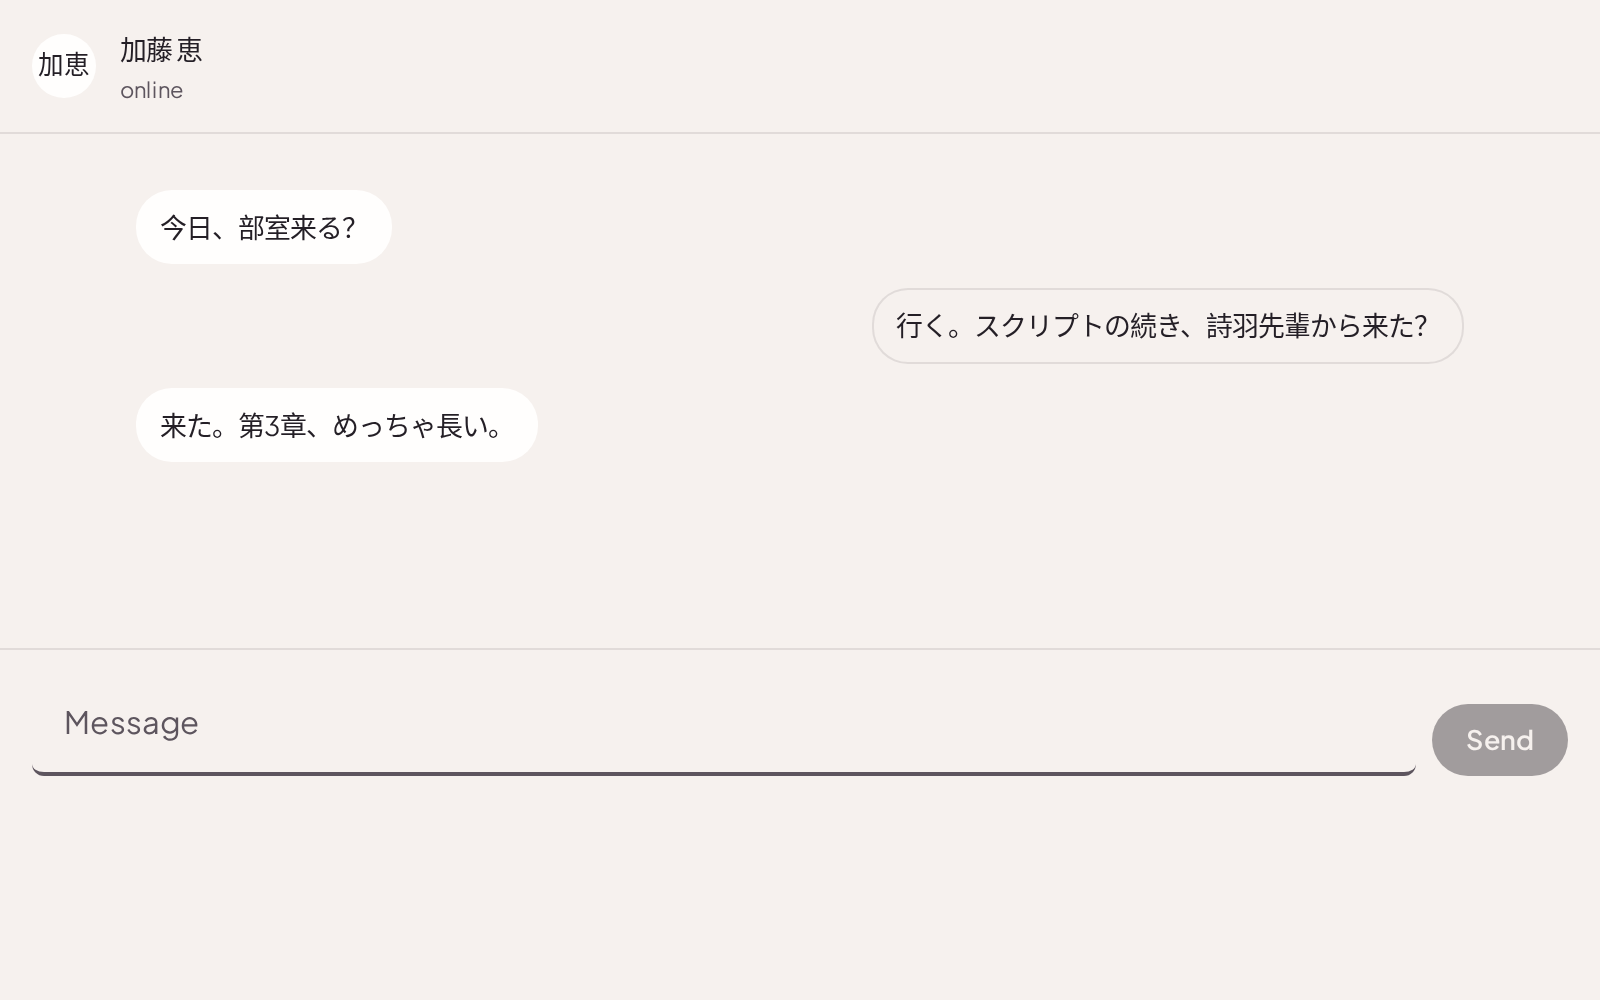 加恵
加藤 恵
online
今日、部室来る？
行く。スクリプトの続き、詩羽先輩から来た？
来た。第3章、めっちゃ長い。
Message
Send